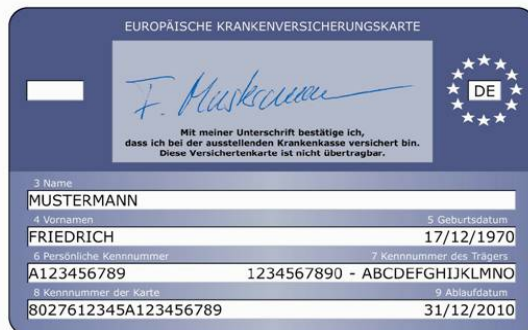 EUROPÄISCHE KRANKENVERSICHERUNGSKARTE
DE
F. Mustermann
Mit meiner Unterschrift bestätige ich,
dass ich bei der ausstellenden Krankenkasse versichert bin.
Diese Versichertenkarte ist nicht übertragbar.
3 Name
MUSTERMANN
4 Vornamen 5 Geburtsdatum
FRIEDRICH 17/12/1970
6 Persönliche Kennnummer 7 Kennnummer des Trägers
A123456789 1234567890 - ABCDEFGHIJKLMNO
8 Kennnummer der Karte 9 Ablaufdatum
8027612345A123456789 31/12/2010